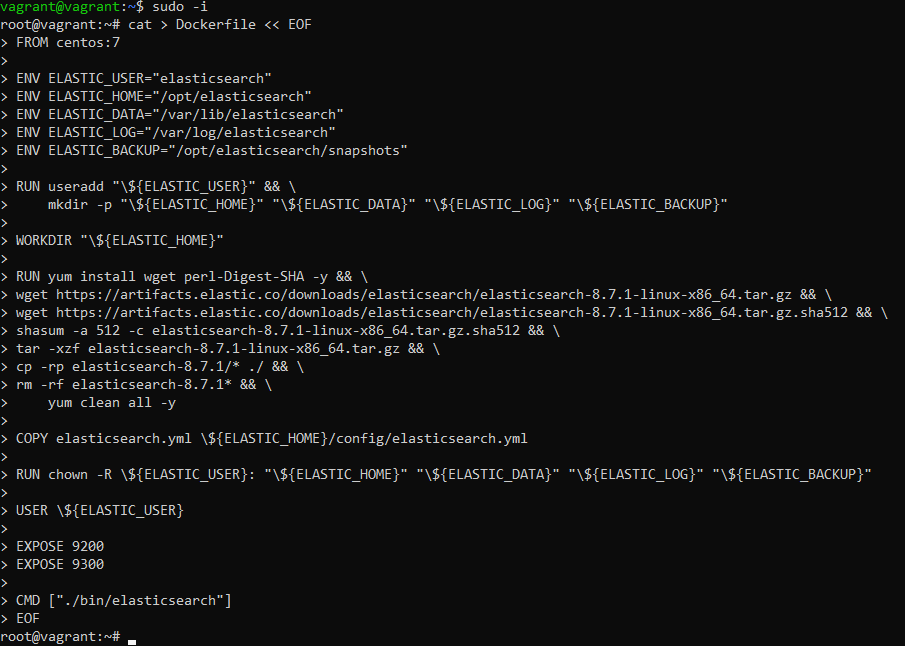 vagrant@vagrant:~$ sudo -i
root@vagrant:~# cat > Dockerfile << EOF
> FROM centos:7
>
> ENV ELASTIC_USER="elasticsearch"
> ENV ELASTIC_HOME="/opt/elasticsearch"
> ENV ELASTIC_DATA="/var/lib/elasticsearch"
> ENV ELASTIC_LOG="/var/log/elasticsearch"
> ENV ELASTIC_BACKUP="/opt/elasticsearch/snapshots"
>
> RUN useradd "\${ELASTIC_USER}" && \
>     mkdir -p "\${ELASTIC_HOME}" "\${ELASTIC_DATA}" "\${ELASTIC_LOG}" "\${ELASTIC_BACKUP}"
>
> WORKDIR "\${ELASTIC_HOME}"
>
> RUN yum install wget perl-Digest-SHA -y && \
> wget https://artifacts.elastic.co/downloads/elasticsearch/elasticsearch-8.7.1-linux-x86_64.tar.gz && \
> wget https://artifacts.elastic.co/downloads/elasticsearch/elasticsearch-8.7.1-linux-x86_64.tar.gz.sha512 && \
> shasum -a 512 -c elasticsearch-8.7.1-linux-x86_64.tar.gz.sha512 && \
> tar -xzf elasticsearch-8.7.1-linux-x86_64.tar.gz && \
> cp -rp elasticsearch-8.7.1/* ./ && \
> rm -rf elasticsearch-8.7.1* && \
>     yum clean all -y
>
> COPY elasticsearch.yml \${ELASTIC_HOME}/config/elasticsearch.yml
>
> RUN chown -R \${ELASTIC_USER}: "\${ELASTIC_HOME}" "\${ELASTIC_DATA}" "\${ELASTIC_LOG}" "\${ELASTIC_BACKUP}"
>
> USER \${ELASTIC_USER}
>
> EXPOSE 9200
> EXPOSE 9300
>
> CMD ["./bin/elasticsearch"]
> EOF
root@vagrant:~#